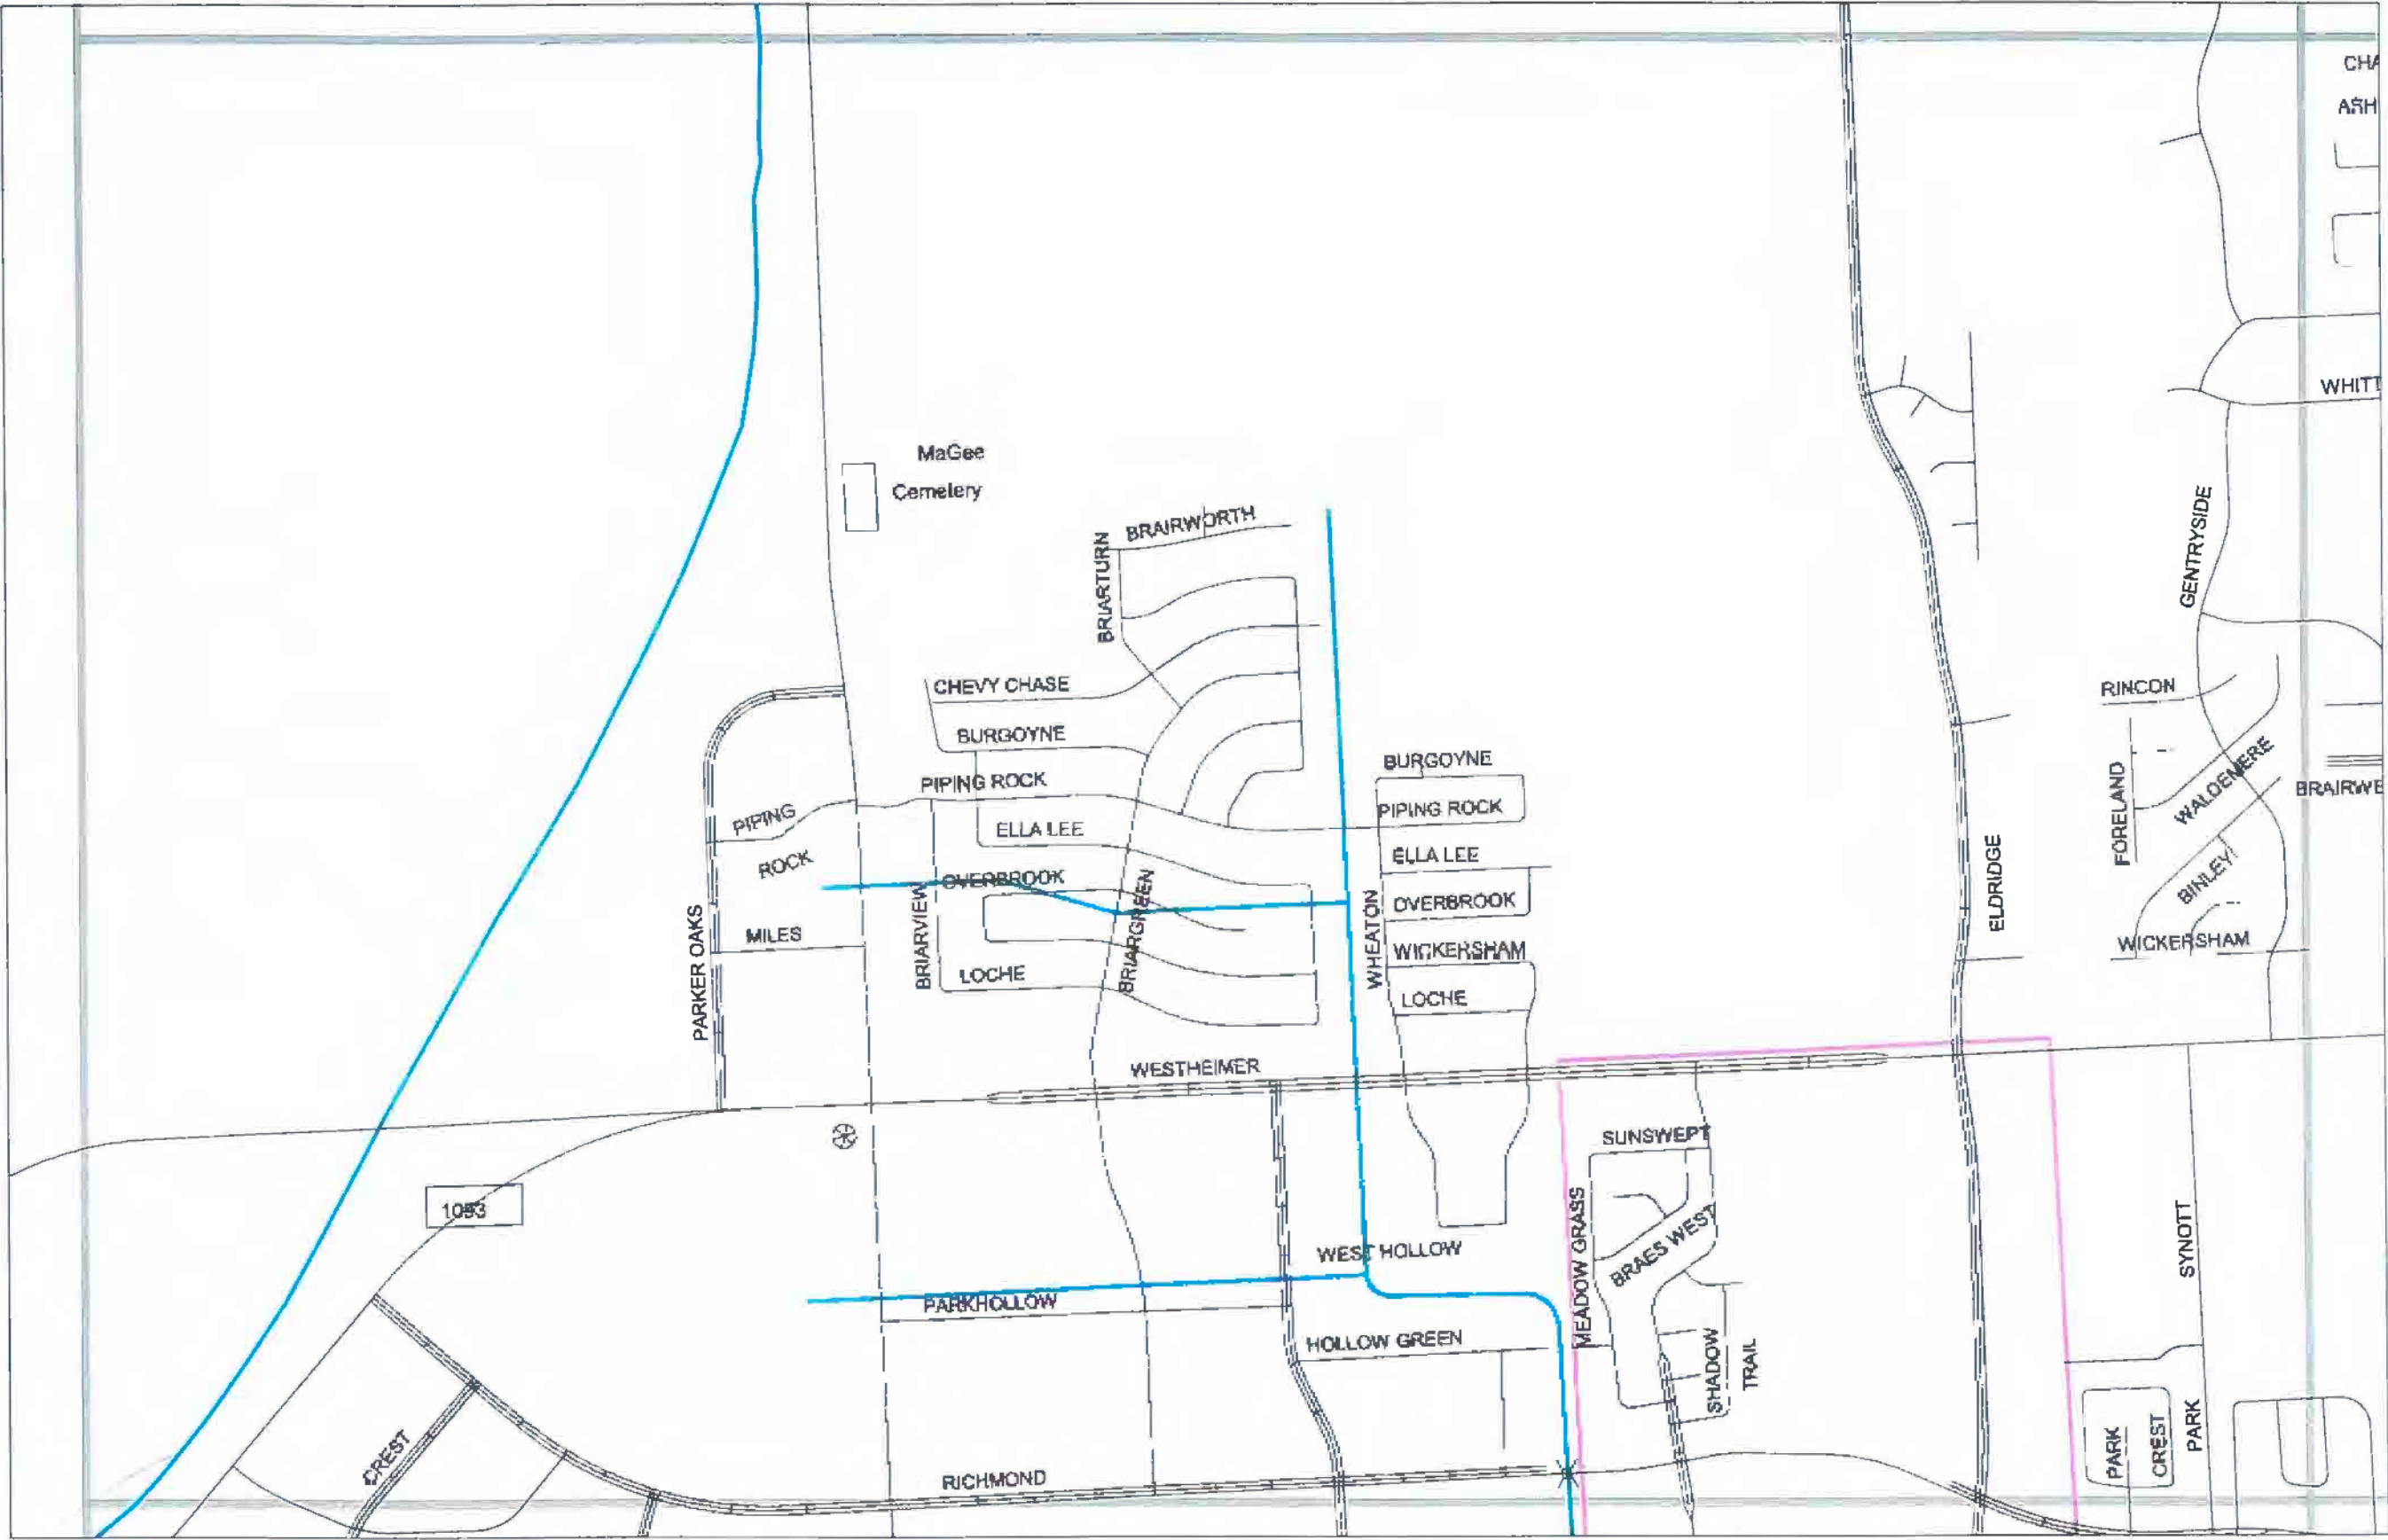 CHA
ASH
WHITT
MaGee
Cemelery
BRAIRWORTH
BRIARTURN
GENTRYSIDE
CHEVY CHASE
RINCON
BURGOYNE
BURGOYNE
WALDEMERE
PIPING ROCK
BRAIRWE
PIPING
PIPING ROCK
FORELAND
ELLA LEE
ROCK
ELLA LEE
ELDRIDGE
OVERBROOK
BINLEY
BRIARGREEN
OVERBROOK
BRIARVIEW
WHEATON
PARKER OAKS
MILES
WICKERSHAM
WICKERSHAM
LOCHE
LOCHE
WESTHEIMER
SUNSWEPT
1093
MEADOW GRASS
BRAES WEST
SYNOTT
WEST HOLLOW
PARKHOLLOW
HOLLOW GREEN
SHADOW
TRAIL
CREST
RICHMOND
PARK
CREST
PARK